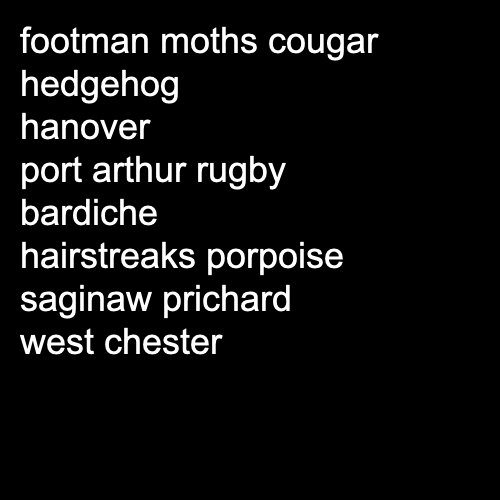 footman moths cougar
hedgehog
hanover
port arthur rugby
bardiche
hairstreaks porpoise
saginaw prichard
west chester